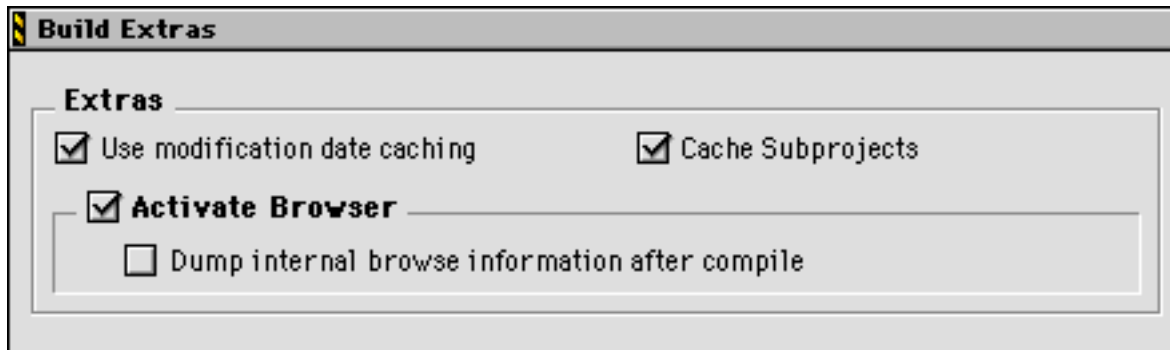 Build Extras
Extras
Use modification date caching
Cache Subprojects
Activate Browser
Dump internal browse information after compile